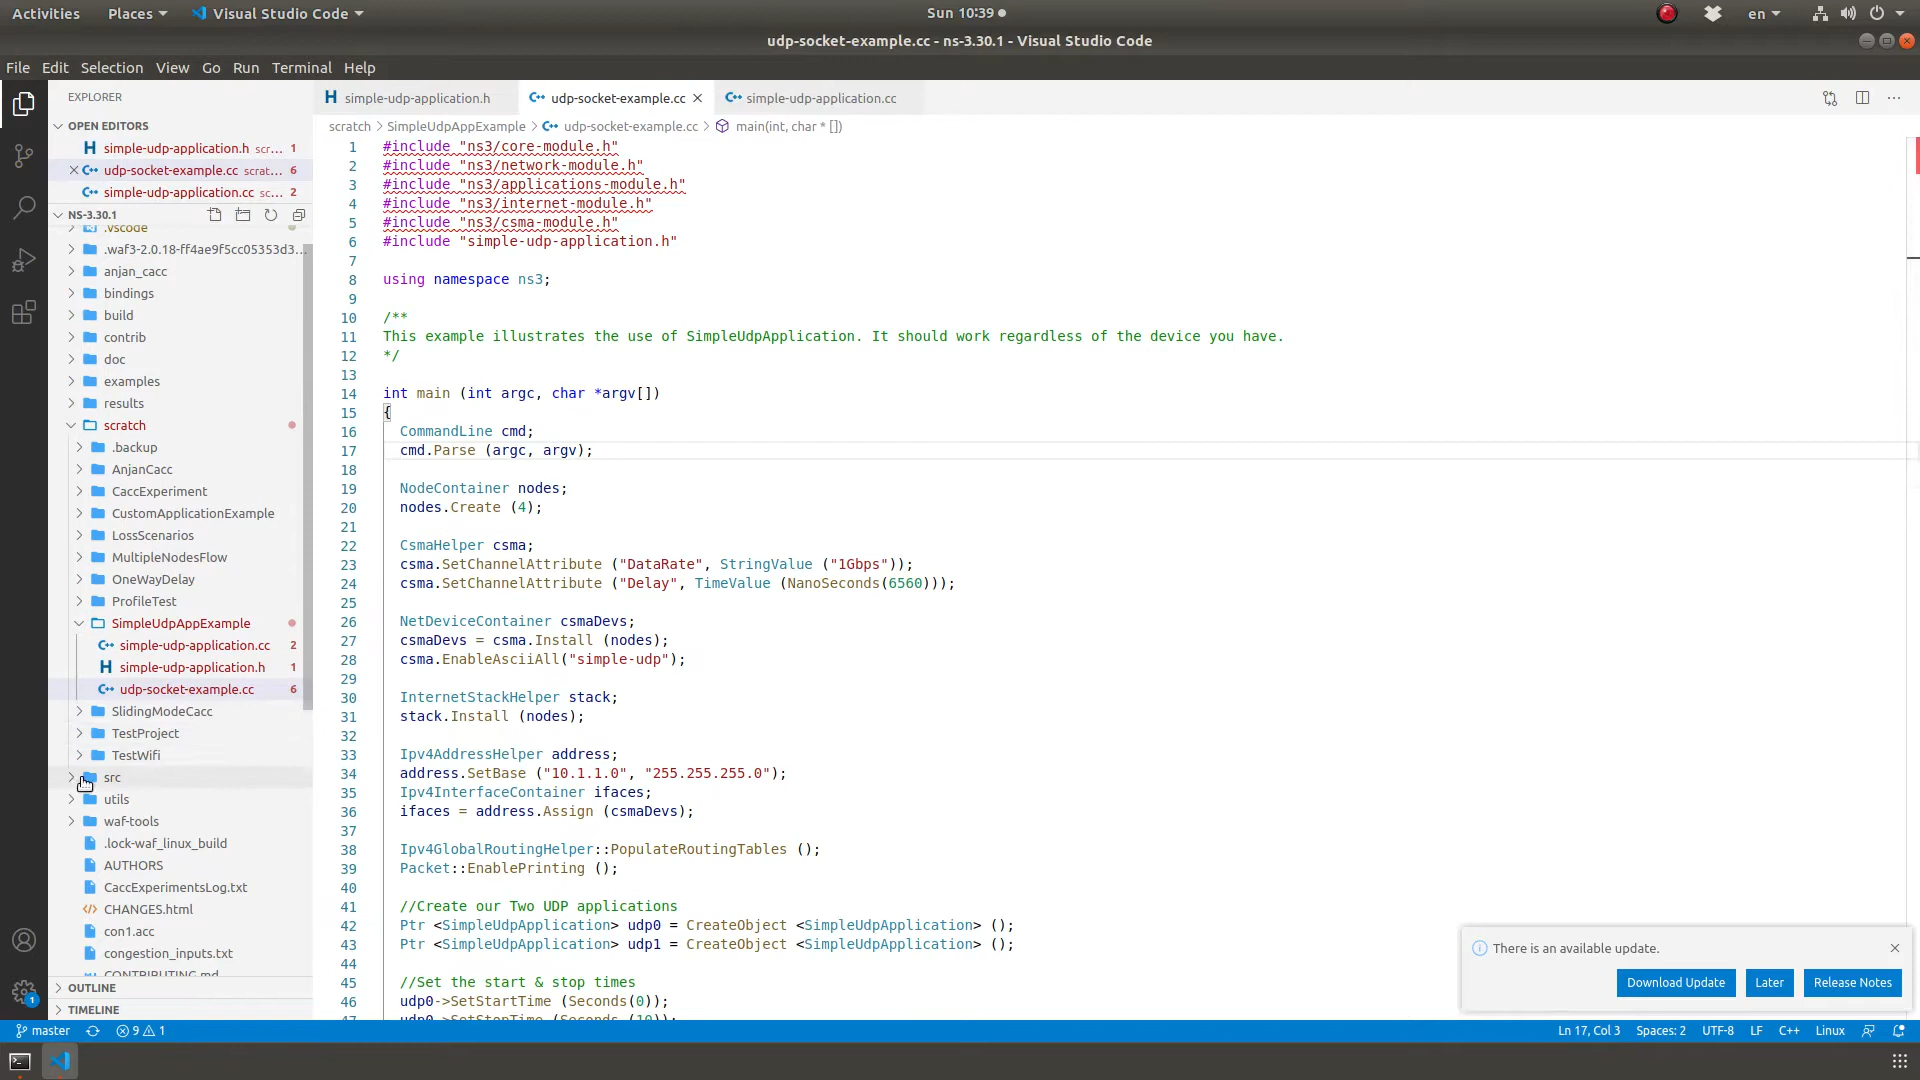 Activities Places Visual Studio Code Sun 10:39 en
udp-socket-example.cc - ns-3.30.1 - Visual Studio Code
File Edit Selection View Go Run Terminal Help
EXPLORER
OPEN EDITORS
simple-udp-application.h scr... 1
udp-socket-example.cc scrat... 6
simple-udp-application.cc sc... 2
NS-3.30.1
.vscode
.waf3-2.0.18-ff4ae9f5cc05353d3...
anjan_cacc
bindings
build
contrib
doc
examples
results
scratch
.backup
AnjanCacc
CaccExperiment
CustomApplicationExample
LossScenarios
MultipleNodesFlow
OneWayDelay
ProfileTest
SimpleUdpAppExample
simple-udp-application.cc 2
simple-udp-application.h 1
udp-socket-example.cc 6
SlidingModeCacc
TestProject
TestWifi
src
utils
waf-tools
.lock-waf_linux_build
AUTHORS
CaccExperimentsLog.txt
CHANGES.html
con1.acc
congestion_inputs.txt
CONTRIBUTING.md
OUTLINE
TIMELINE
simple-udp-application.h udp-socket-example.cc simple-udp-application.cc
scratch > SimpleUdpAppExample > udp-socket-example.cc > main(int, char * [])
1 #include "ns3/core-module.h"
2 #include "ns3/network-module.h"
3 #include "ns3/applications-module.h"
4 #include "ns3/internet-module.h"
5 #include "ns3/csma-module.h"
6 #include "simple-udp-application.h"
7
8 using namespace ns3;
9
10 /**
11 This example illustrates the use of SimpleUdpApplication. It should work regardless of the device you have.
12 */
13
14 int main (int argc, char *argv[])
15 {
16 CommandLine cmd;
17 cmd.Parse (argc, argv);
18
19 NodeContainer nodes;
20 nodes.Create (4);
21
22 CsmaHelper csma;
23 csma.SetChannelAttribute ("DataRate", StringValue ("1Gbps"));
24 csma.SetChannelAttribute ("Delay", TimeValue (NanoSeconds(6560)));
25
26 NetDeviceContainer csmaDevs;
27 csmaDevs = csma.Install (nodes);
28 csma.EnableAsciiAll("simple-udp");
29
30 InternetStackHelper stack;
31 stack.Install (nodes);
32
33 Ipv4AddressHelper address;
34 address.SetBase ("10.1.1.0", "255.255.255.0");
35 Ipv4InterfaceContainer ifaces;
36 ifaces = address.Assign (csmaDevs);
37
38 Ipv4GlobalRoutingHelper::PopulateRoutingTables ();
39 Packet::EnablePrinting ();
40
41 //Create our Two UDP applications
42 Ptr <SimpleUdpApplication> udp0 = CreateObject <SimpleUdpApplication> ();
43 Ptr <SimpleUdpApplication> udp1 = CreateObject <SimpleUdpApplication> ();
44
45 //Set the start & stop times
46 udp0->SetStartTime (Seconds(0));
47 udp0->SetStopTime (Seconds (10));
There is an available update.
Download Update Later Release Notes
1
master 9 1 Ln 17, Col 3 Spaces: 2 UTF-8 LF C++ Linux